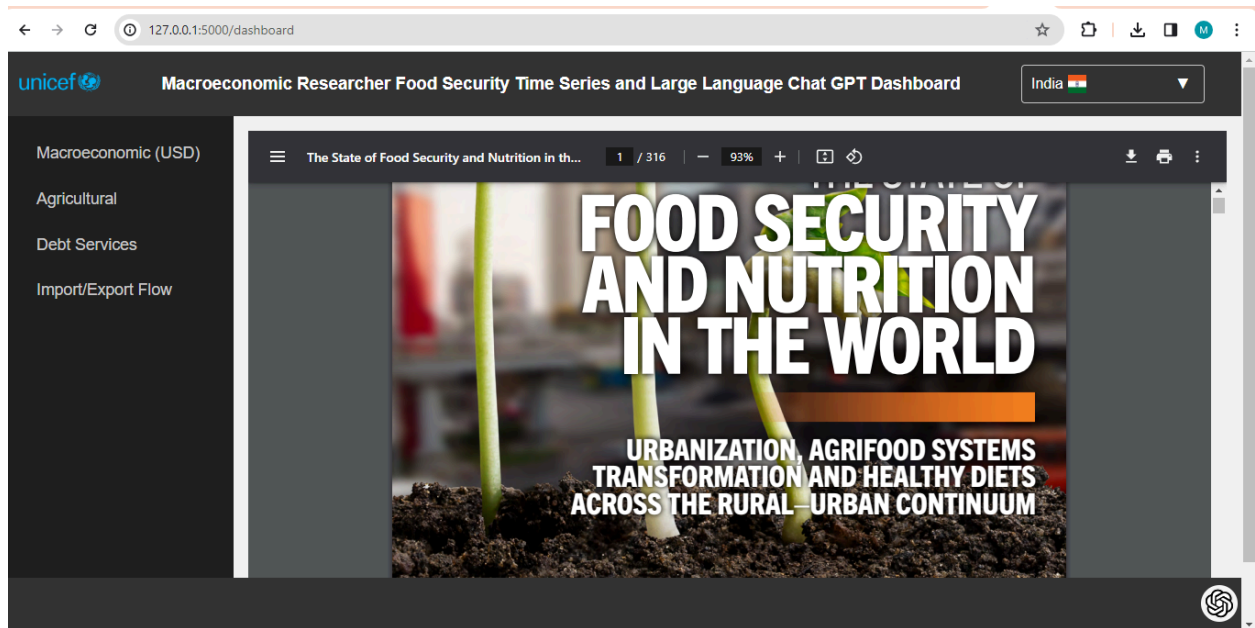 127.0.0.1:5000/dashboard
M
unicef
Macroeconomic Researcher Food Security Time Series and Large Language Chat GPT Dashboard
India
Macroeconomic (USD)
Agricultural
Debt Services
Import/Export Flow
The State of Food Security and Nutrition in th...
1 / 316
93%
THE STATE OF
FOOD SECURITY
AND NUTRITION
IN THE WORLD
URBANIZATION, AGRIFOOD SYSTEMS
TRANSFORMATION AND HEALTHY DIETS
ACROSS THE RURAL–URBAN CONTINUUM